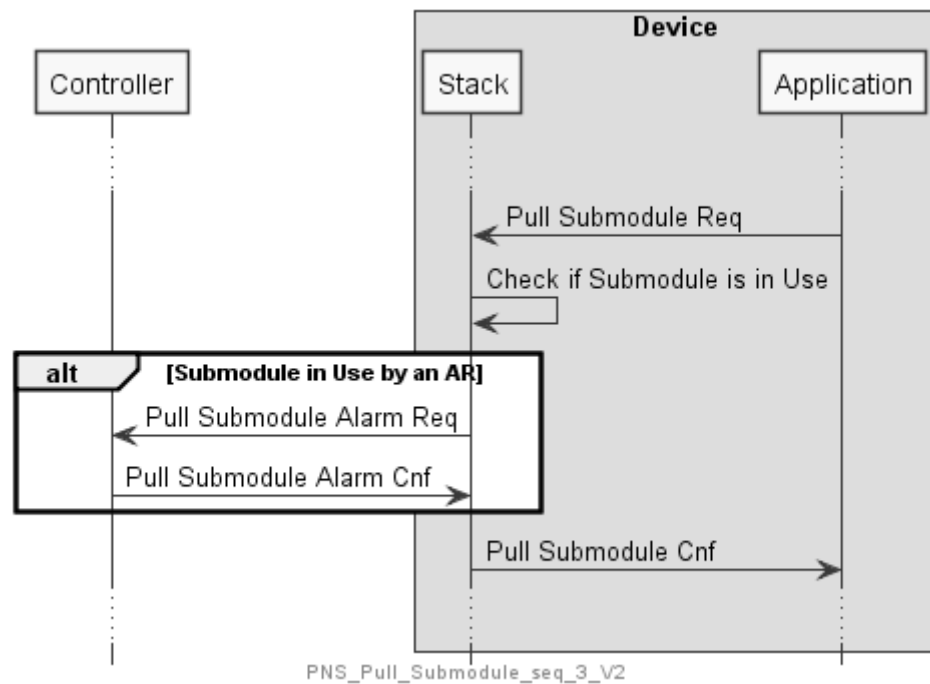 Device
Controller
Stack
Application
Pull Submodule Req
Check if Submodule is in Use
alt
[Submodule in Use by an AR]
Pull Submodule Alarm Req
Pull Submodule Alarm Cnf
Pull Submodule Cnf
PNS_Pull_Submodule_seq_3_V2